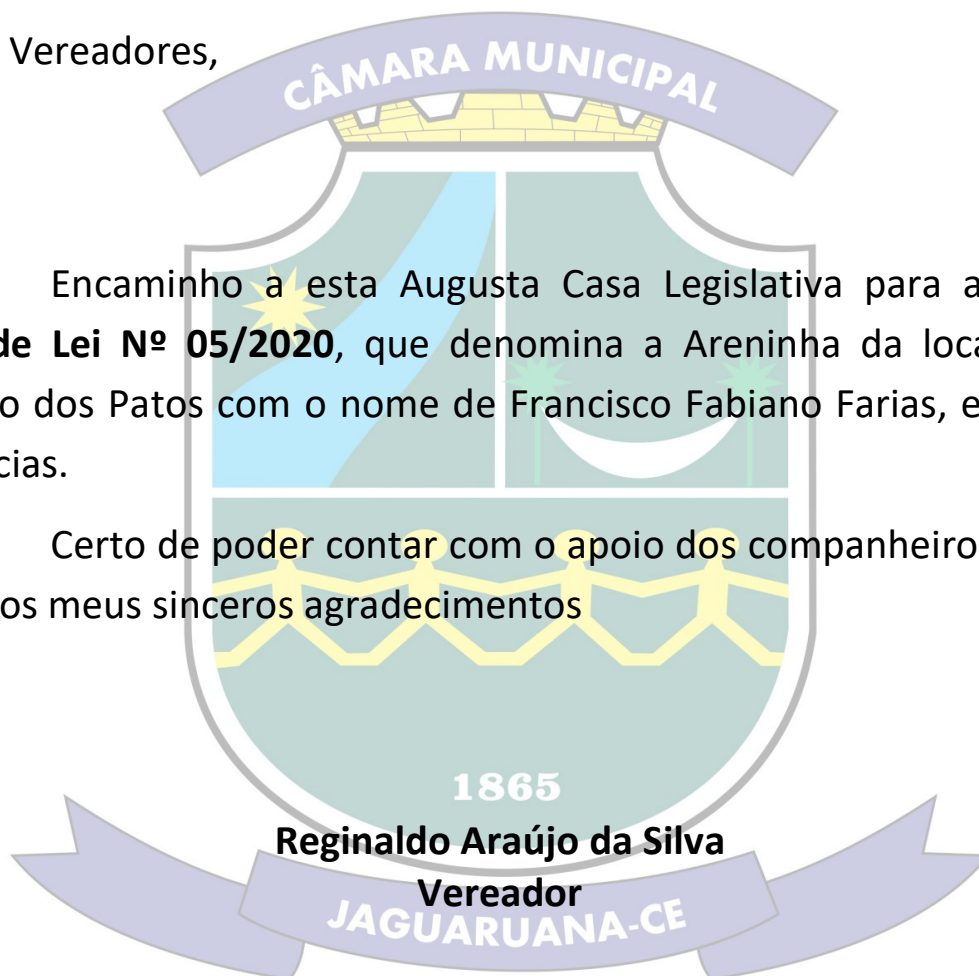 Vereadores,
CÂMARA MUNICIPAL
Encaminho a esta Augusta Casa Legislativa para a
de Lei Nº 05/2020, que denomina a Areninha da loca
o dos Patos com o nome de Francisco Fabiano Farias, e
cias.
Certo de poder contar com o apoio dos companheiro
os meus sinceros agradecimentos
1865
Reginaldo Araújo da Silva
Vereador
JAGUARUANA-CE